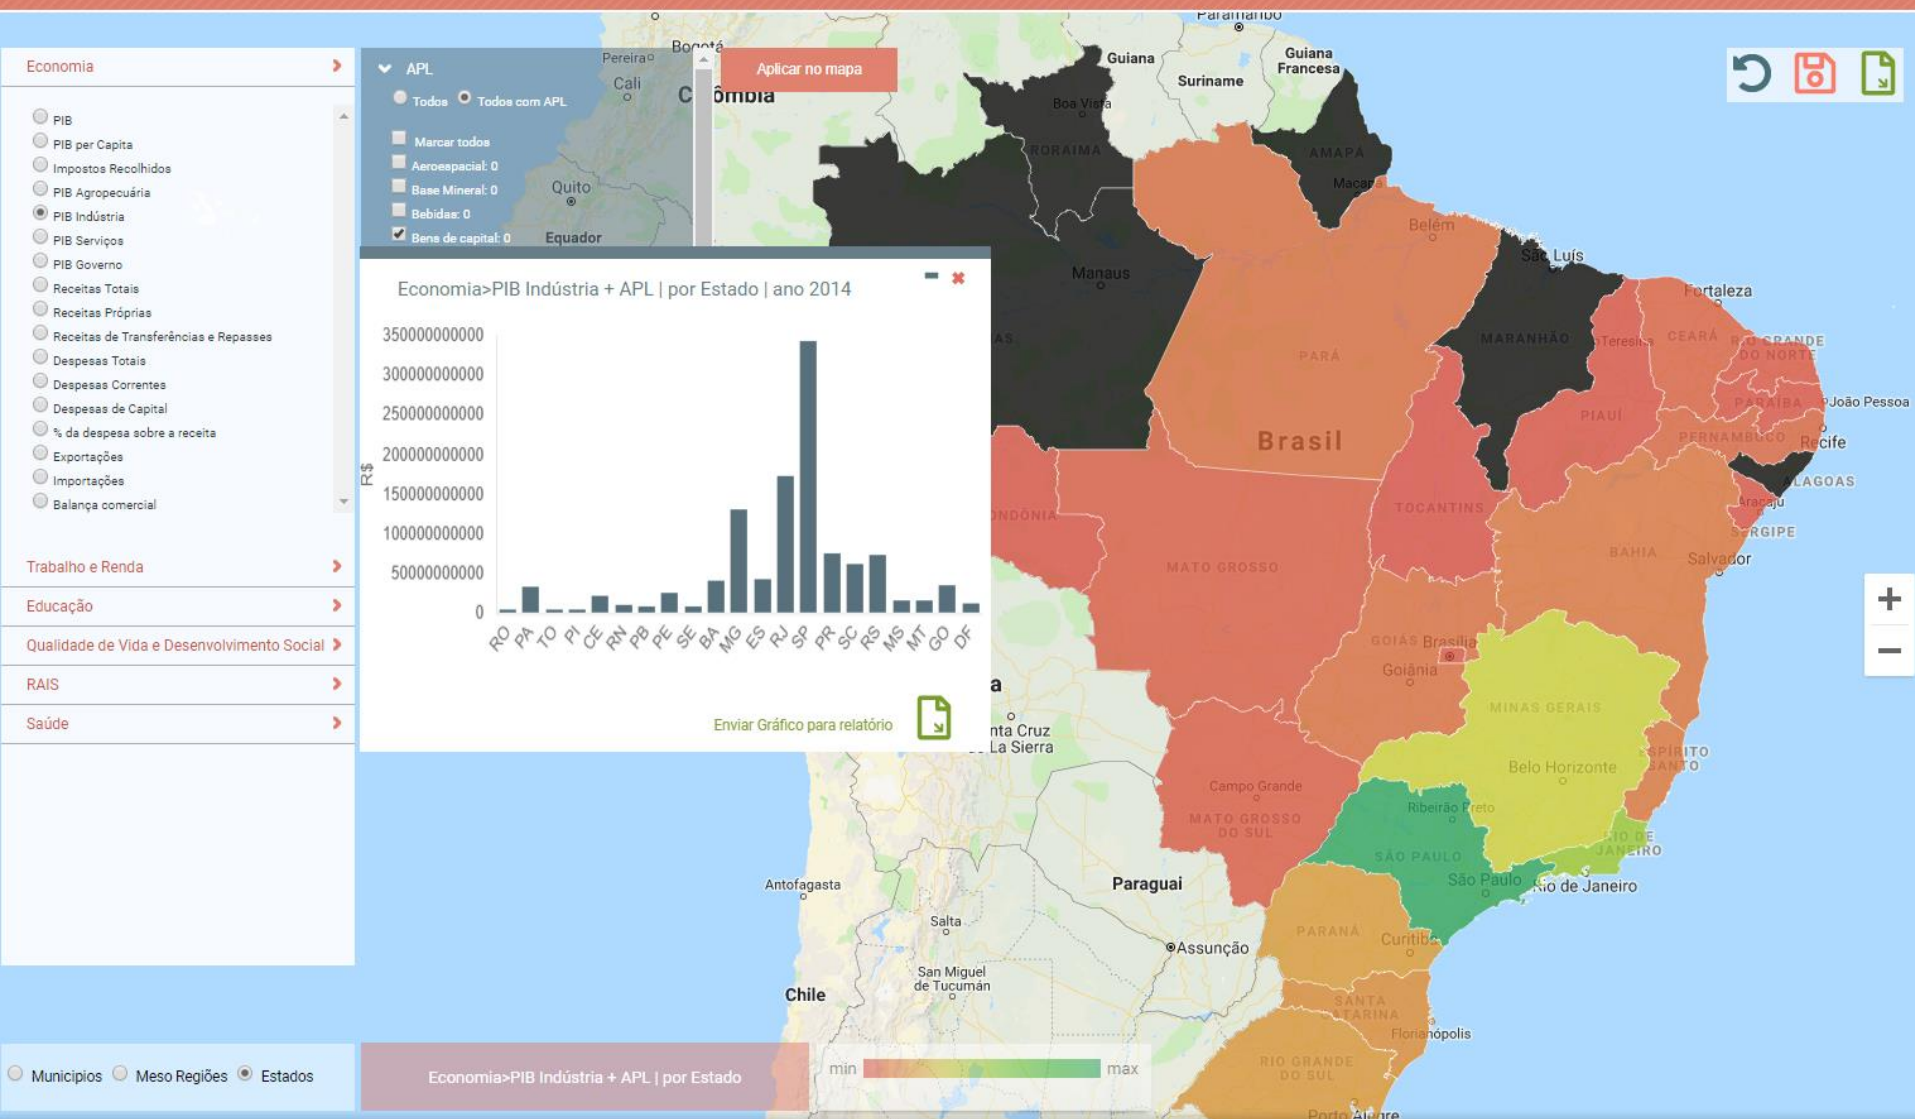 Economia
PIB
PIB per Capita
Impostos Recolhidos
PIB Agropecuária
PIB Indústria
PIB Serviços
PIB Governo
Receitas Totais
Receitas Próprias
Receitas de Transferências e Repasses
Despesas Totais
Despesas Correntes
Despesas de Capital
% da despesa sobre a receita
Exportações
Importações
Balança comercial
Trabalho e Renda
Educação
Qualidade de Vida e Desenvolvimento Social
RAIS
Saúde
Municipios Meso Regiões Estados
APL
Todos Todos com APL
Marcar todos
Aeroespacial: 0
Base Mineral: 0
Bebidas: 0
Bens de capital: 0
Aplicar no mapa
Economia>PIB Indústria + APL | por Estado | ano 2014
350000000000
300000000000
250000000000
200000000000
150000000000
100000000000
50000000000
0
R$
RO PA TO PI CE RN PB PE SE BA MG ES RJ SP PR SC RS MS MT GO DF
Enviar Gráfico para relatório
Economia>PIB Indústria + APL | por Estado
min max
Bogotá
Pereira
Cali
Colômbia
Quito
Equador
Paramaribo
Guiana
Suriname
Guiana
Francesa
Boa Vista
RORAIMA
AMAPÁ
Macapá
Belém
São Luís
Manaus
Fortaleza
MARANHÃO
Teresina
CEARÁ
RIO GRANDE
DO NORTE
PARÁ
PARAÍBA
João Pessoa
PIAUÍ
PERNAMBUCO
Recife
Brasil
ALAGOAS
Aracaju
SERGIPE
TOCANTINS
BAHIA
Salvador
MATO GROSSO
GOIÁS
Brasília
Goiânia
MINAS GERAIS
ESPÍRITO
SANTO
Belo Horizonte
Campo Grande
MATO GROSSO
DO SUL
Ribeirão Preto
RIO DE
JANEIRO
SÃO PAULO
São Paulo
Rio de Janeiro
nta Cruz
La Sierra
Antofagasta
Paraguai
Salta
Assunção
PARANÁ
Curitiba
San Miguel
de Tucumán
Chile
SANTA
CATARINA
Florianópolis
RIO GRANDE
DO SUL
Porto Alegre
+
−